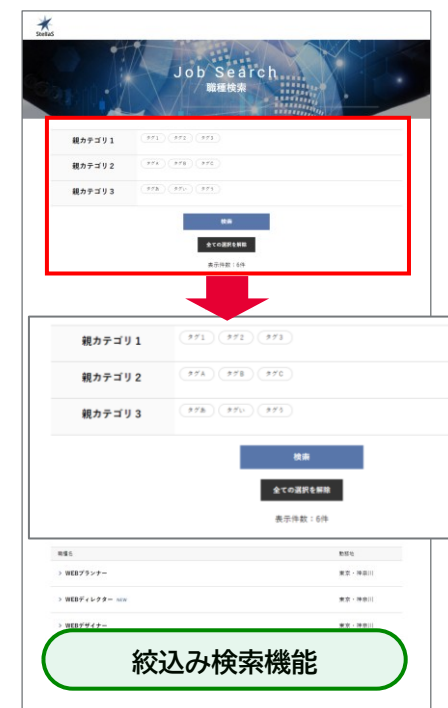 StellaS
Job Search
職種検索
親カテゴリ1 タグ1 タグ2 タグ3
親カテゴリ2 タグA タグB タグC
親カテゴリ3 タグあ タグい タグう
検索
全ての選択を解除
表示件数：6件
親カテゴリ1 タグ1 タグ2 タグ3
親カテゴリ2 タグA タグB タグC
親カテゴリ3 タグあ タグい タグう
検索
全ての選択を解除
表示件数：6件
職種名 勤務地
> WEBプランナー 東京・神奈川
> WEBディレクター NEW 東京・神奈川
> WEBデザイナー 東京・神奈川
絞込み検索機能